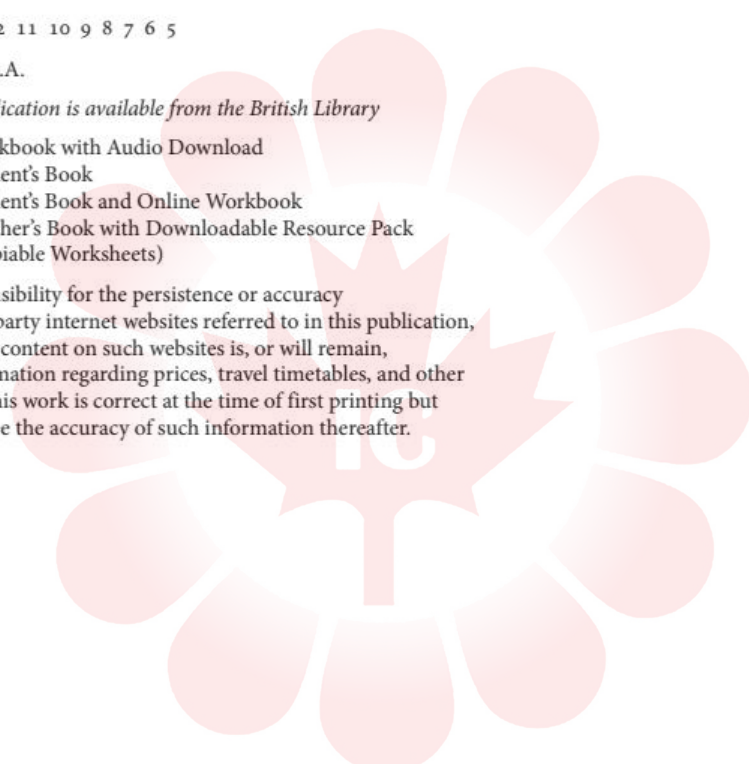 2 11 10 9 8 7 6 5
.A.
lication is available from the British Library
kbook with Audio Download
ent's Book
ent's Book and Online Workbook
her's Book with Downloadable Resource Pack
iable Worksheets)
sibility for the persistence or accuracy
party internet websites referred to in this publication,
content on such websites is, or will remain,
mation regarding prices, travel timetables, and other
is work is correct at the time of first printing but
e the accuracy of such information thereafter.
IC